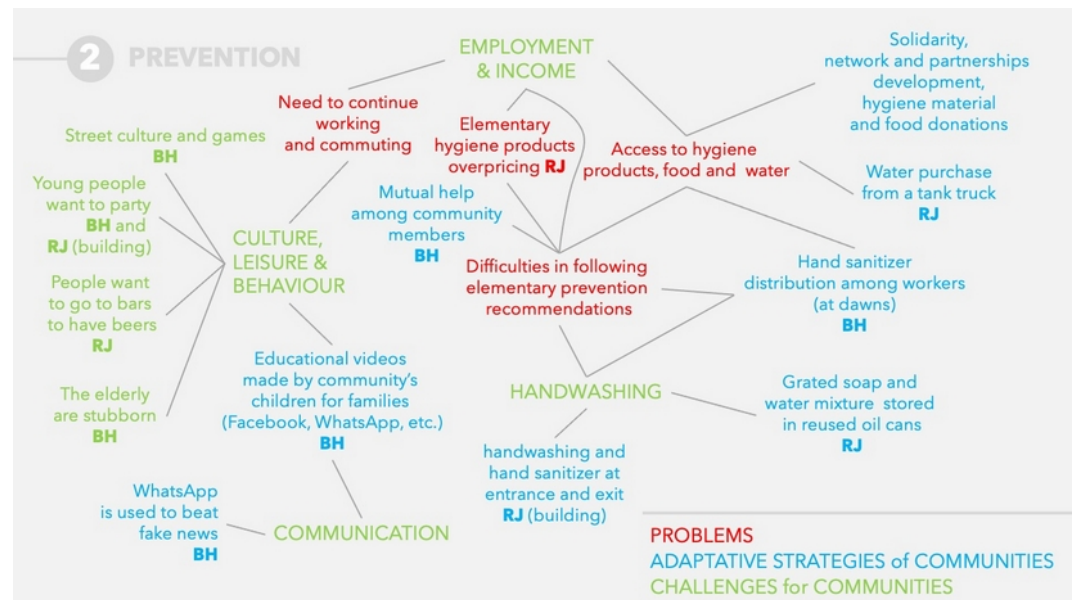 2 PREVENTION
EMPLOYMENT
& INCOME
Solidarity,
network and partnerships
development,
hygiene material
and food donations
Need to continue
working
and commuting
Elementary
hygiene products
overpricing RJ
Access to hygiene
products, food and water
Street culture and games
BH
Young people
want to party
BH and
RJ (building)
Mutual help
among community
members
BH
Water purchase
from a tank truck
RJ
CULTURE,
LEISURE &
BEHAVIOUR
People want
to go to bars
to have beers
RJ
Difficulties in following
elementary prevention
recommendations
Hand sanitizer
distribution among workers
(at dawns)
BH
The elderly
are stubborn
BH
Educational videos
made by community's
children for families
(Facebook, WhatsApp, etc.)
BH
HANDWASHING
Grated soap and
water mixture stored
in reused oil cans
RJ
handwashing and
hand sanitizer at
entrance and exit
RJ (building)
WhatsApp
is used to beat
fake news
BH
COMMUNICATION
PROBLEMS
ADAPTATIVE STRATEGIES of COMMUNITIES
CHALLENGES for COMMUNITIES